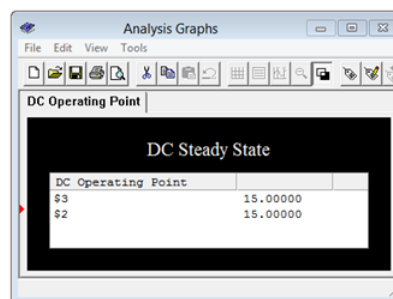 Analysis Graphs
File Edit View Tools
DC Operating Point
DC Steady State
DC Operating Point
$3 15.00000
$2 15.00000